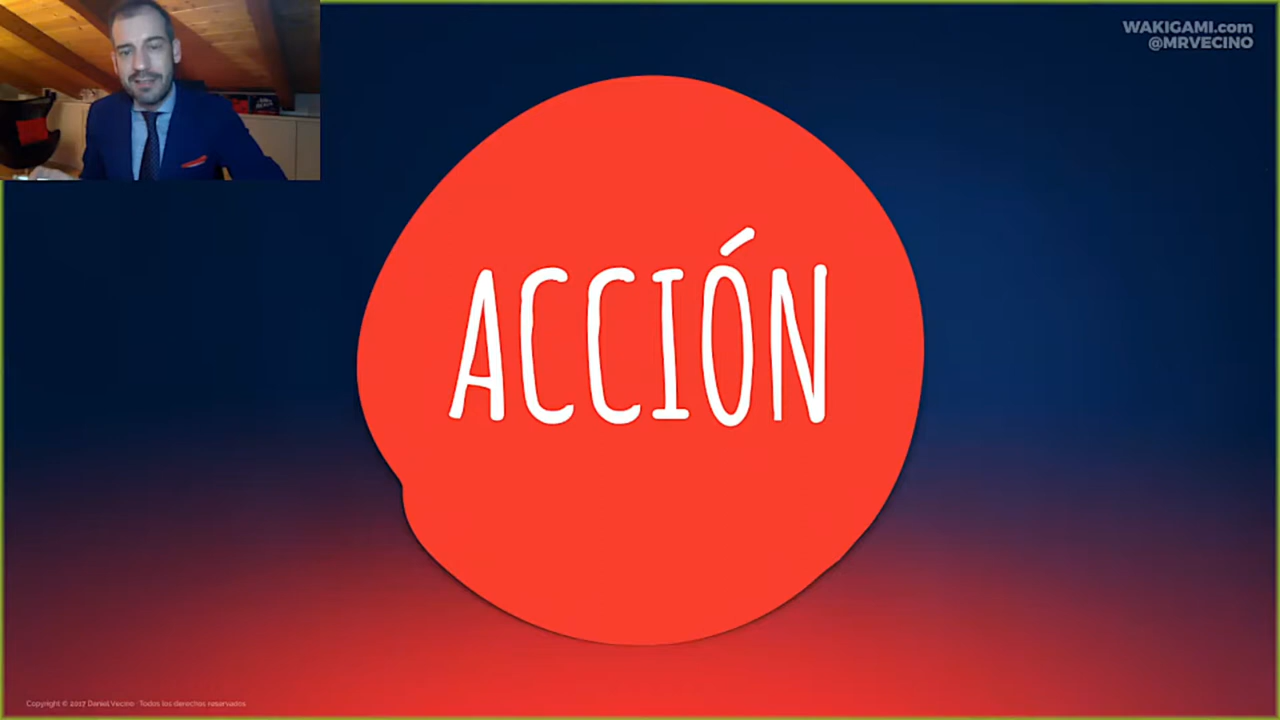 WAKIGAMI.com
@MRVECINO
ACCIÓN
Copyright © 2017 Daniel Vecino · Todos los derechos reservados